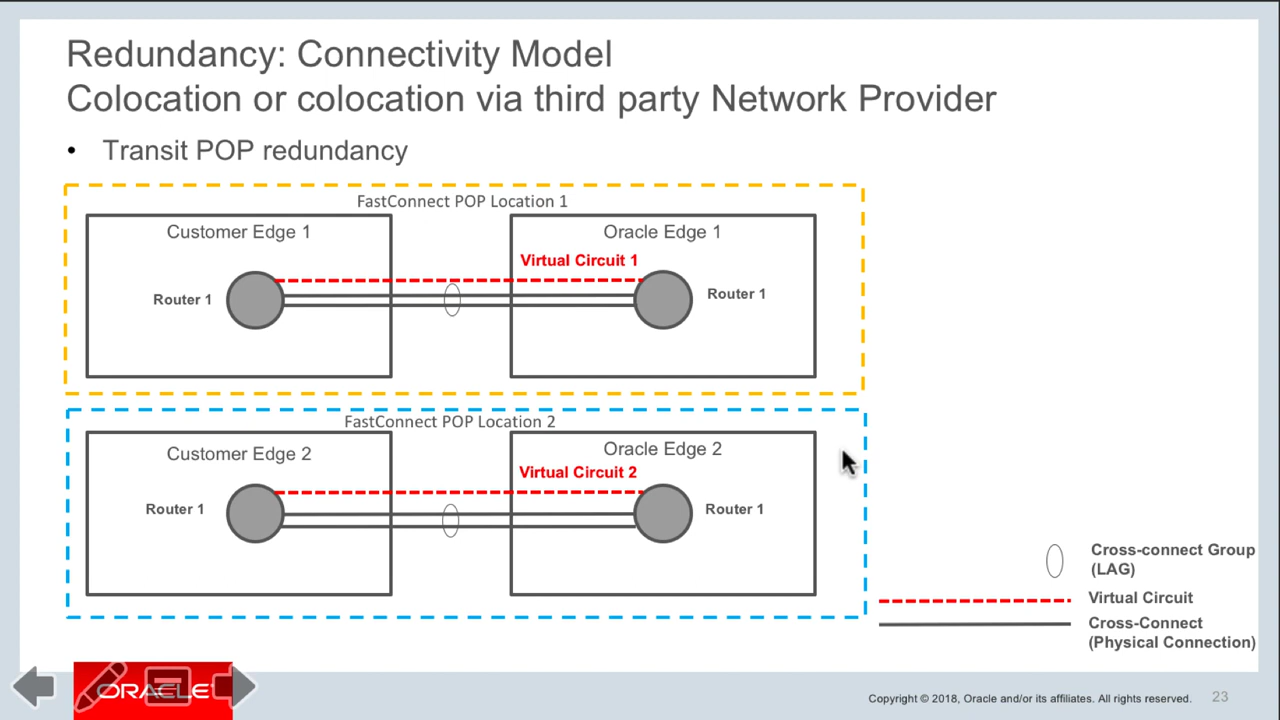 Redundancy: Connectivity Model
Colocation or colocation via third party Network Provider
• Transit POP redundancy
FastConnect POP Location 1
Customer Edge 1
Oracle Edge 1
Virtual Circuit 1
Router 1
Router 1
FastConnect POP Location 2
Customer Edge 2
Oracle Edge 2
Virtual Circuit 2
Router 1
Router 1
Cross-connect Group
(LAG)
Virtual Circuit
Cross-Connect
(Physical Connection)
ORACLE
Copyright © 2018, Oracle and/or its affiliates. All rights reserved.
23